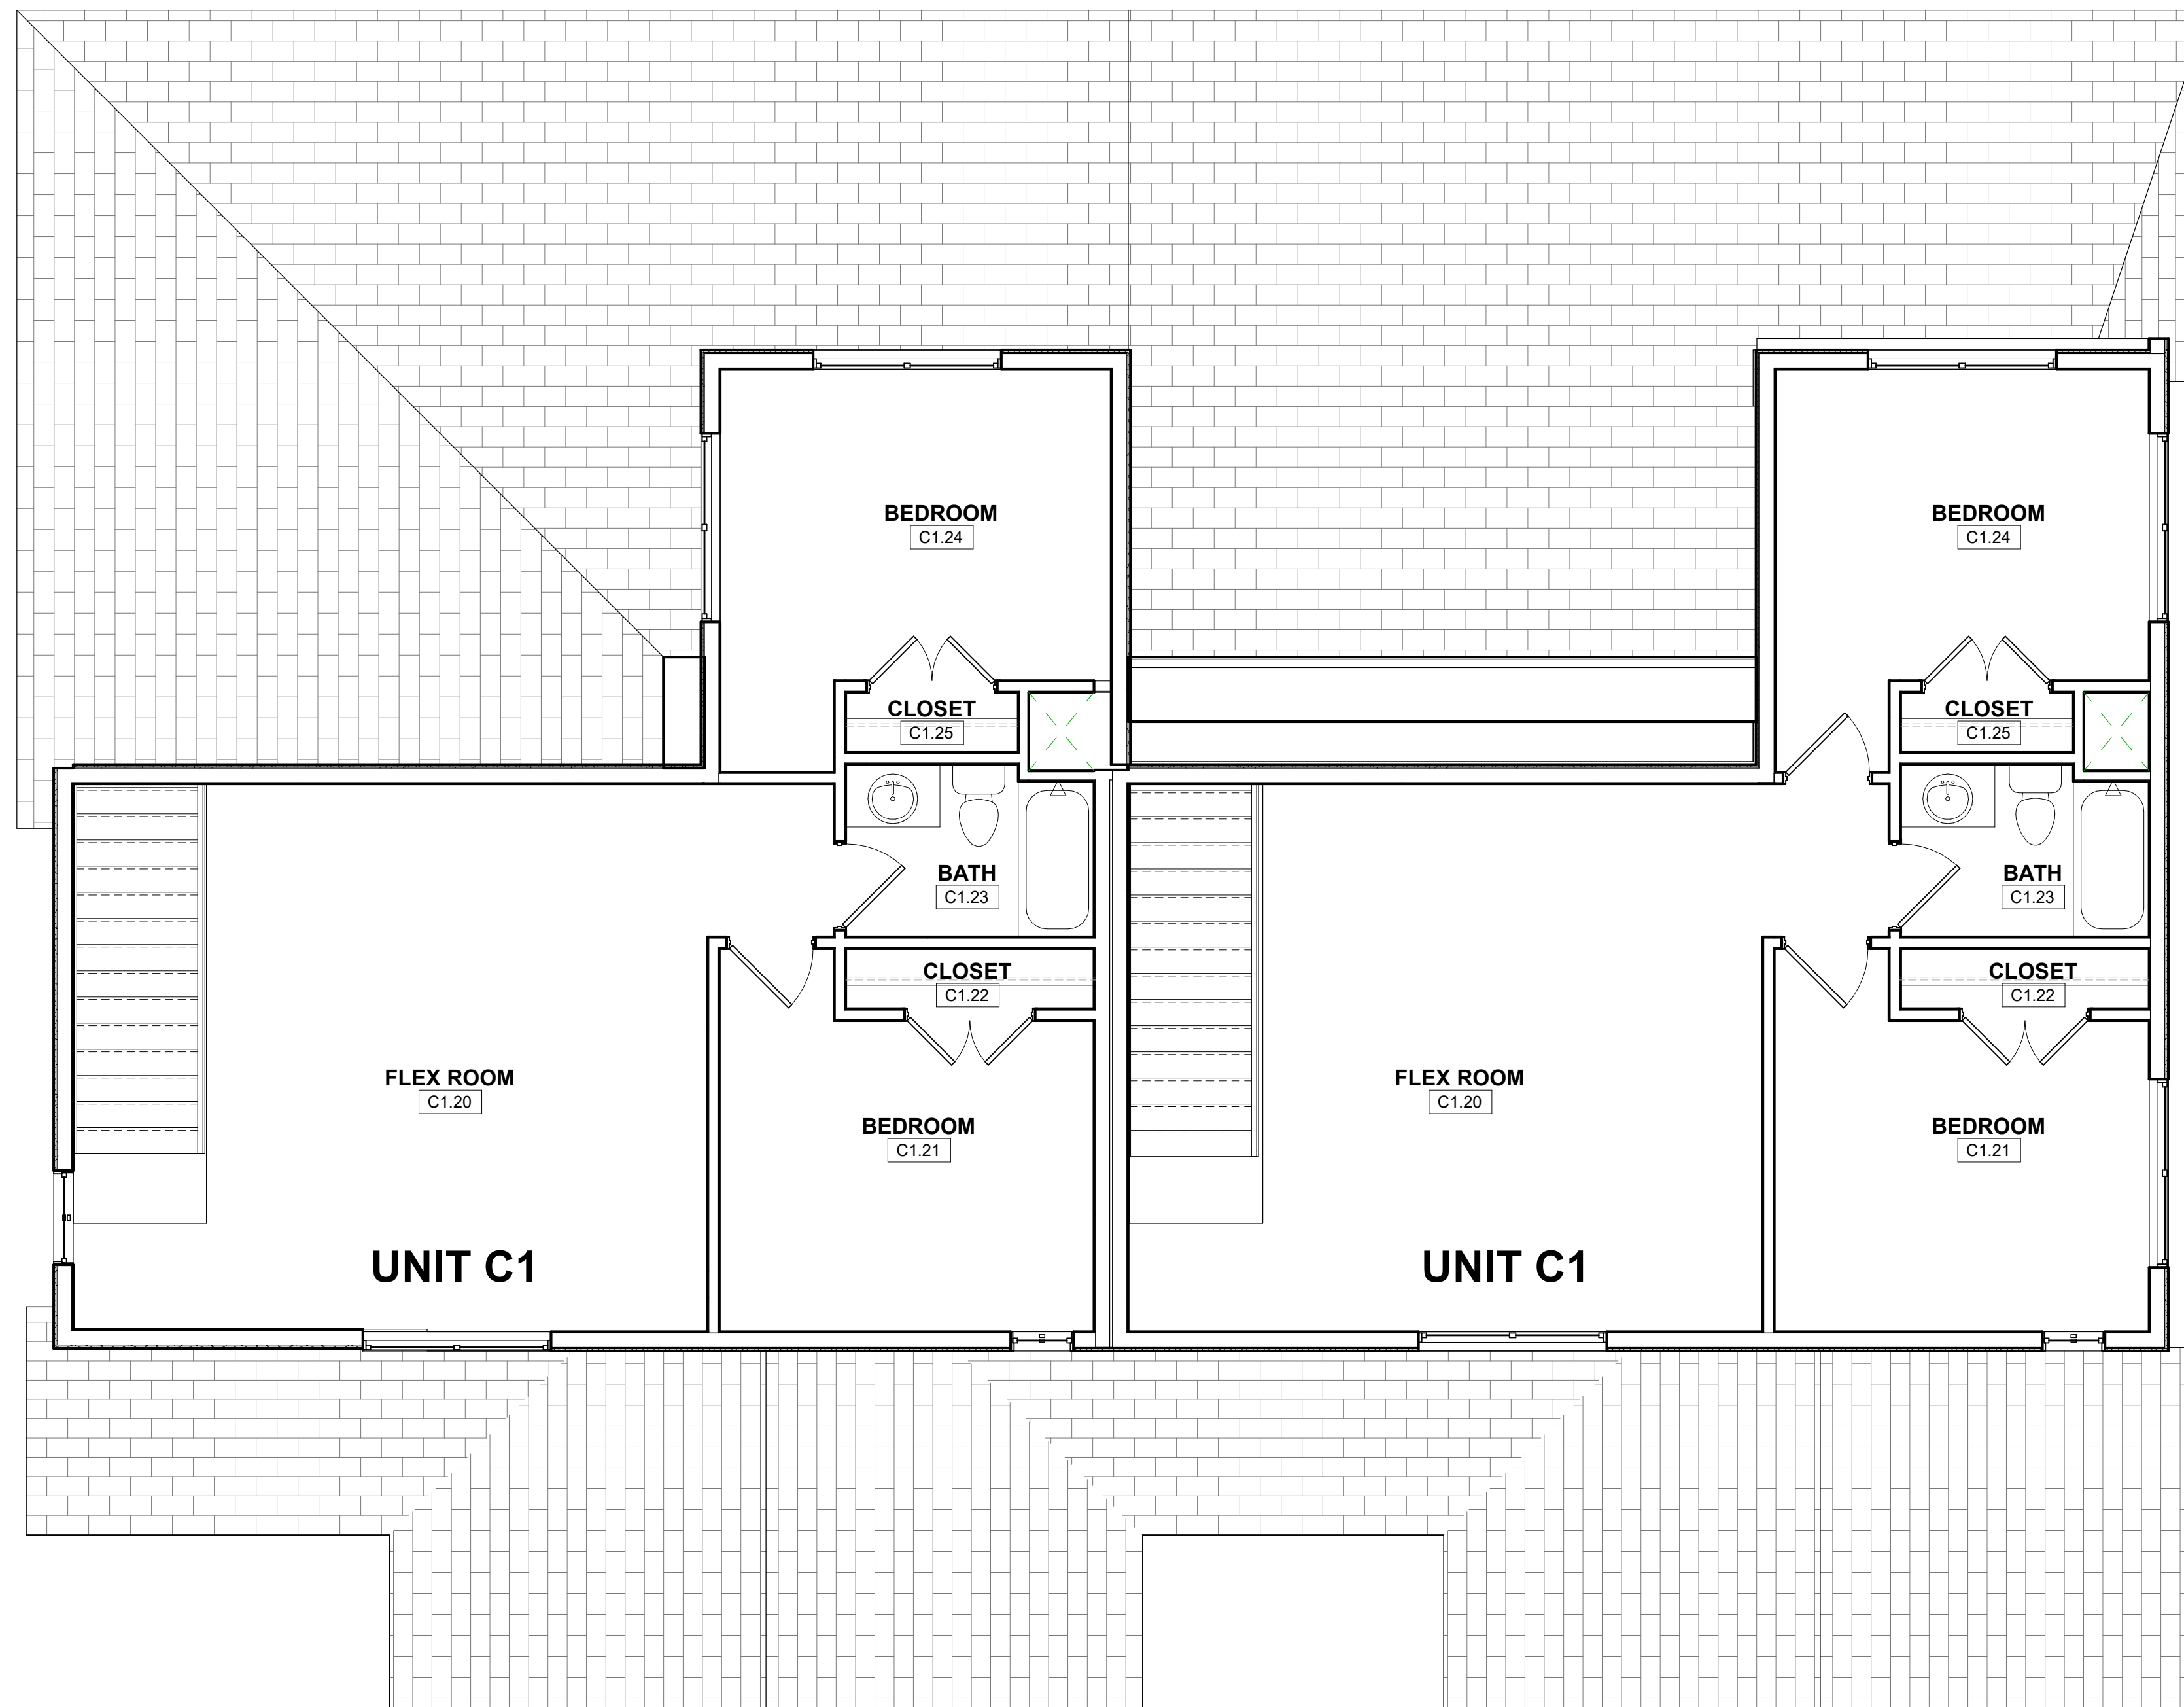 BEDROOM
C1.24
BEDROOM
C1.24
CLOSET
C1.25
CLOSET
C1.25
BATH
C1.23
BATH
C1.23
CLOSET
C1.22
CLOSET
C1.22
FLEX ROOM
C1.20
FLEX ROOM
C1.20
BEDROOM
C1.21
BEDROOM
C1.21
UNIT C1
UNIT C1